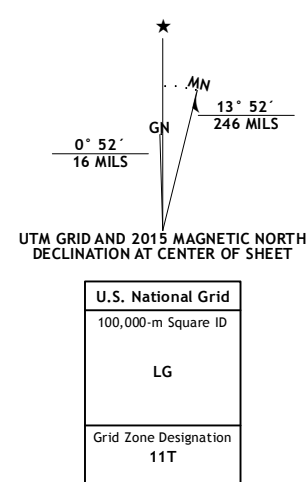 ★
MN
GN
13° 52´
246 MILS
0° 52´
16 MILS
UTM GRID AND 2015 MAGNETIC NORTH
DECLINATION AT CENTER OF SHEET
U.S. National Grid
100,000-m Square ID
LG
Grid Zone Designation
11T